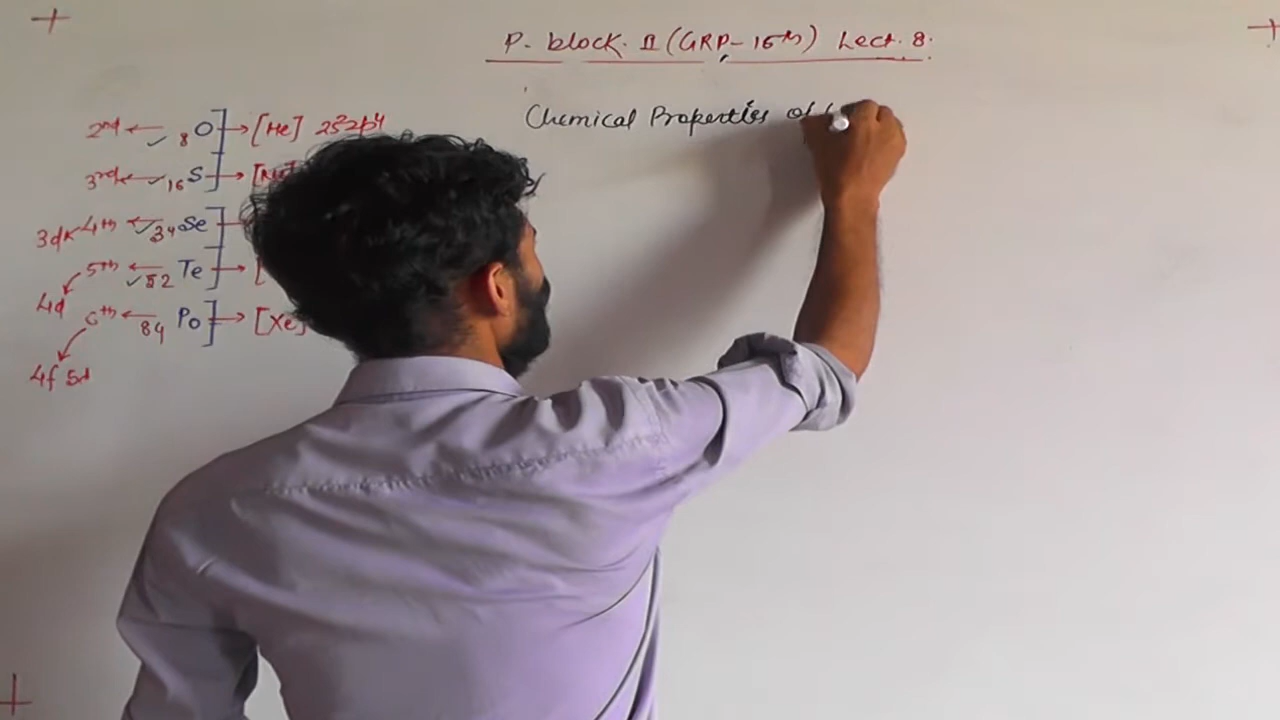 P-block II (GRP-16th) Lect. 8.
Chemical Properties of
2nd ← 8 O → [He] 2s²2p⁴
3rd ← 16 S →
3d 4th ← 34 Se
4d 5th ← 52 Te → [
6th ← 84 Po → [Xe]
4f 5d